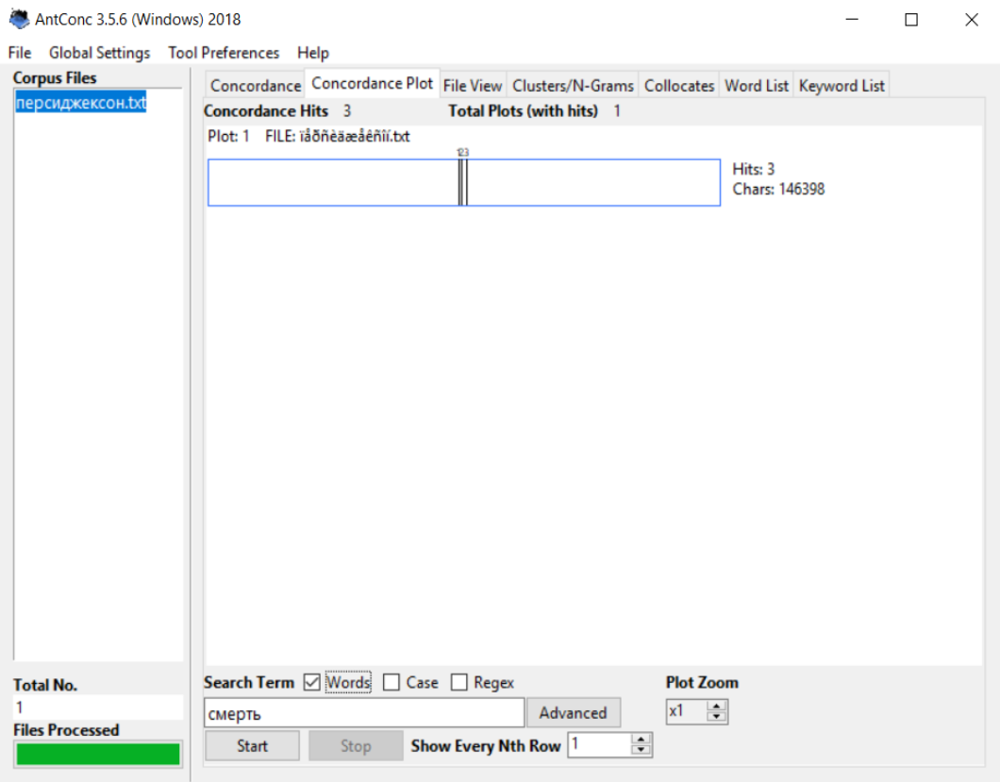 AntConc 3.5.6 (Windows) 2018
File Global Settings Tool Preferences Help
Corpus Files
персиджексон.txt
Concordance Concordance Plot File View Clusters/N-Grams Collocates Word List Keyword List
Concordance Hits 3 Total Plots (with hits) 1
Plot: 1 FILE: ïåðñèäæåêñîí.txt
123
Hits: 3
Chars: 146398
Total No.
1
Files Processed
Search Term Words Case Regex
Plot Zoom
смерть
Advanced
x1
Start Stop Show Every Nth Row 1